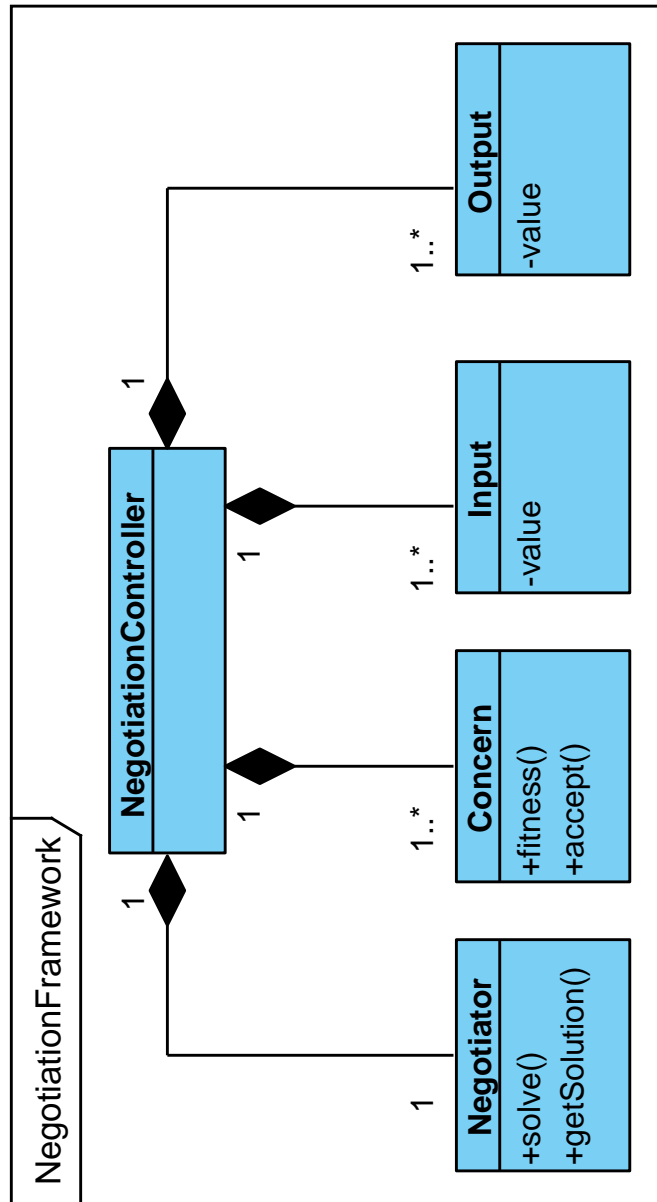 NegotiationFramework
NegotiationController
1
1
1
1
1
1..*
1..*
1..*
Negotiator
+solve()
+getSolution()
Concern
+fitness()
+accept()
Input
-value
Output
-value